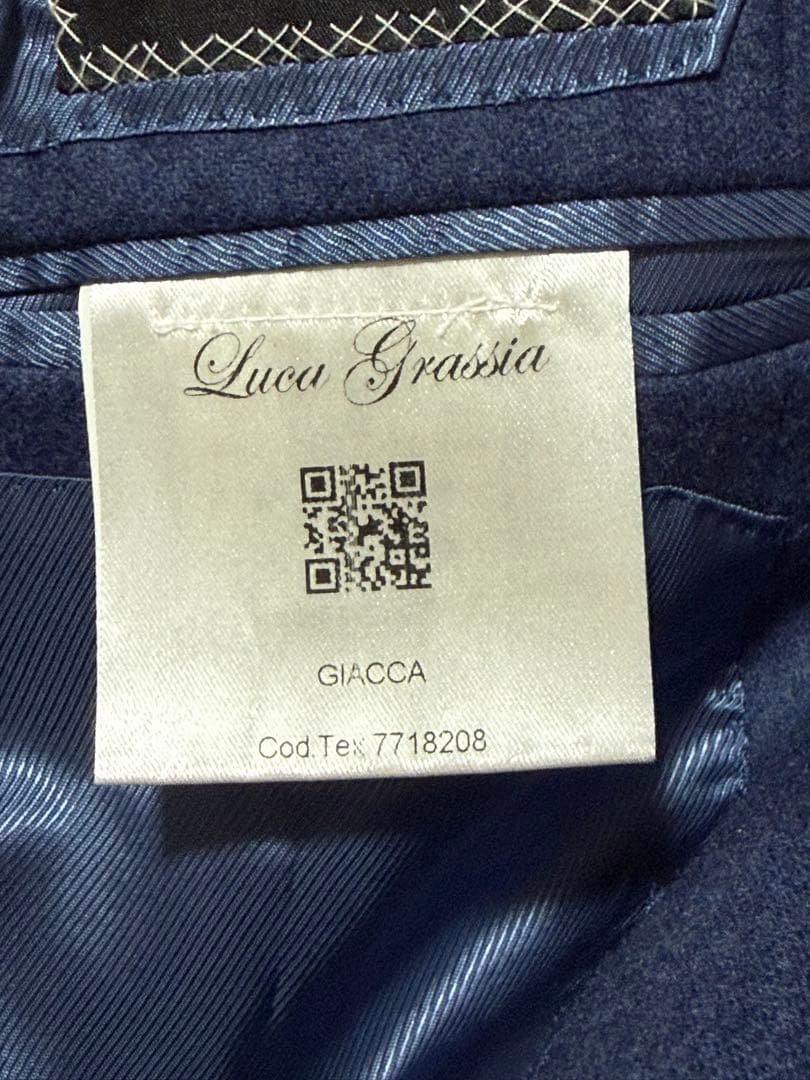 Luca Grassia
GIACCA
Cod.Tex 7718208